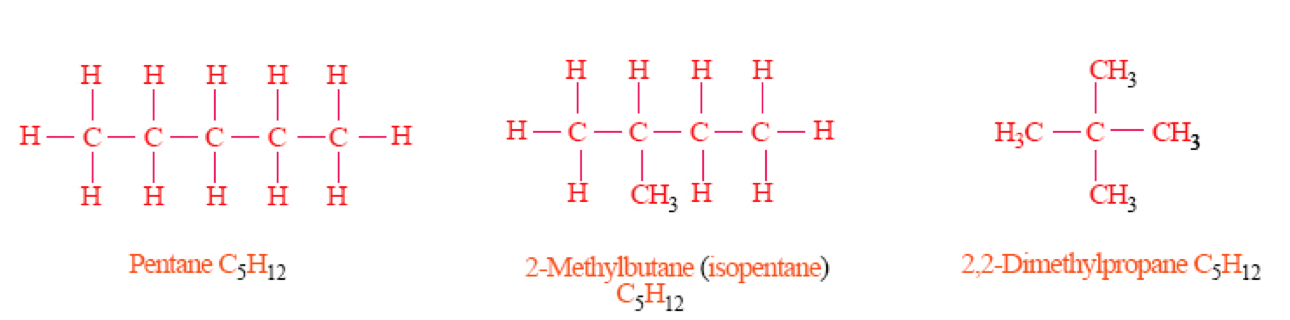 H H H H H
H C C C C C H
H H H H H
Pentane C₅H₁₂
H H H H
H C C C C H
H CH₃ H H
2-Methylbutane (isopentane)
C₅H₁₂
CH₃
H₃C C CH₃
CH₃
2,2-Dimethylpropane C₅H₁₂